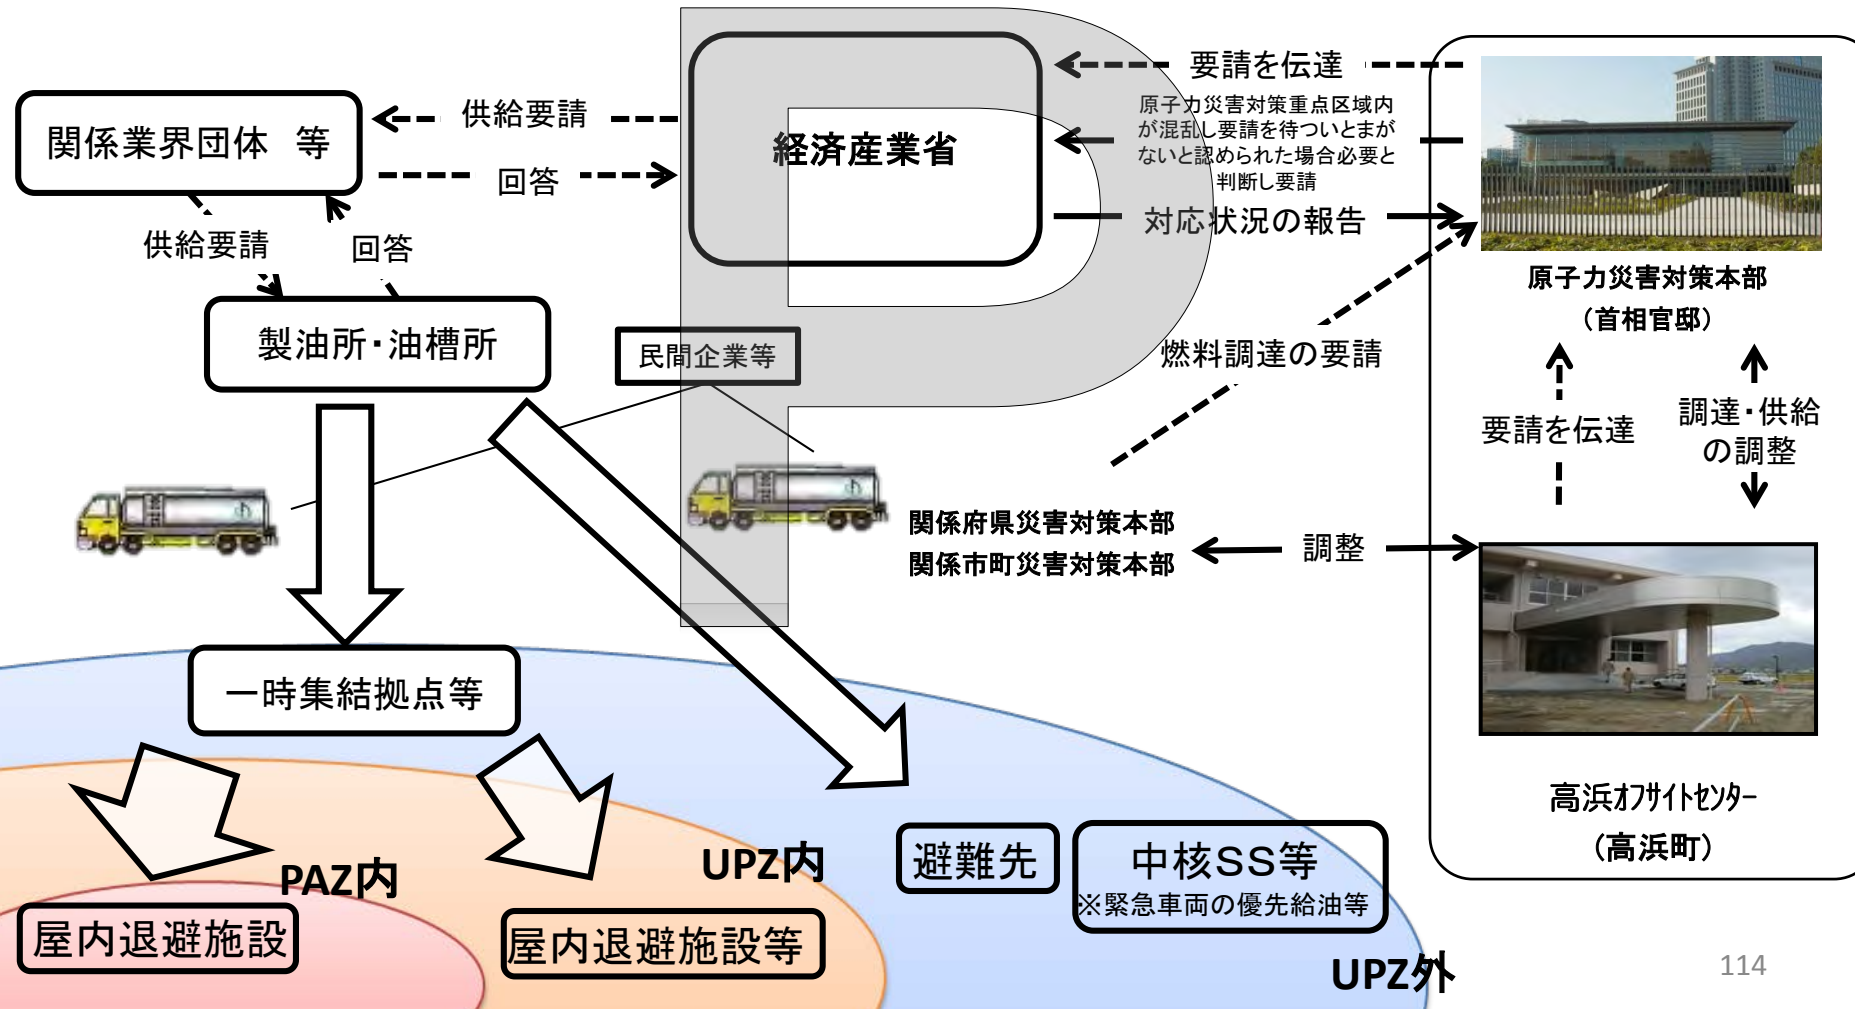 要請を伝達
原子力災害対策重点区域内
が混乱し要請を待ついとまが
ないと認められた場合必要と
判断し要請
対応状況の報告
経済産業省
供給要請
回答
関係業界団体　等
供給要請
回答
製油所・油槽所
民間企業等
燃料調達の要請
原子力災害対策本部
（首相官邸）
要請を伝達
調達・供給
の調整
関係府県災害対策本部
関係市町災害対策本部
調整
高浜オフサイトセンター
（高浜町）
一時集結拠点等
PAZ内
UPZ内
避難先
中核SS等
※緊急車両の優先給油等
屋内退避施設
屋内退避施設等
UPZ外
114
P